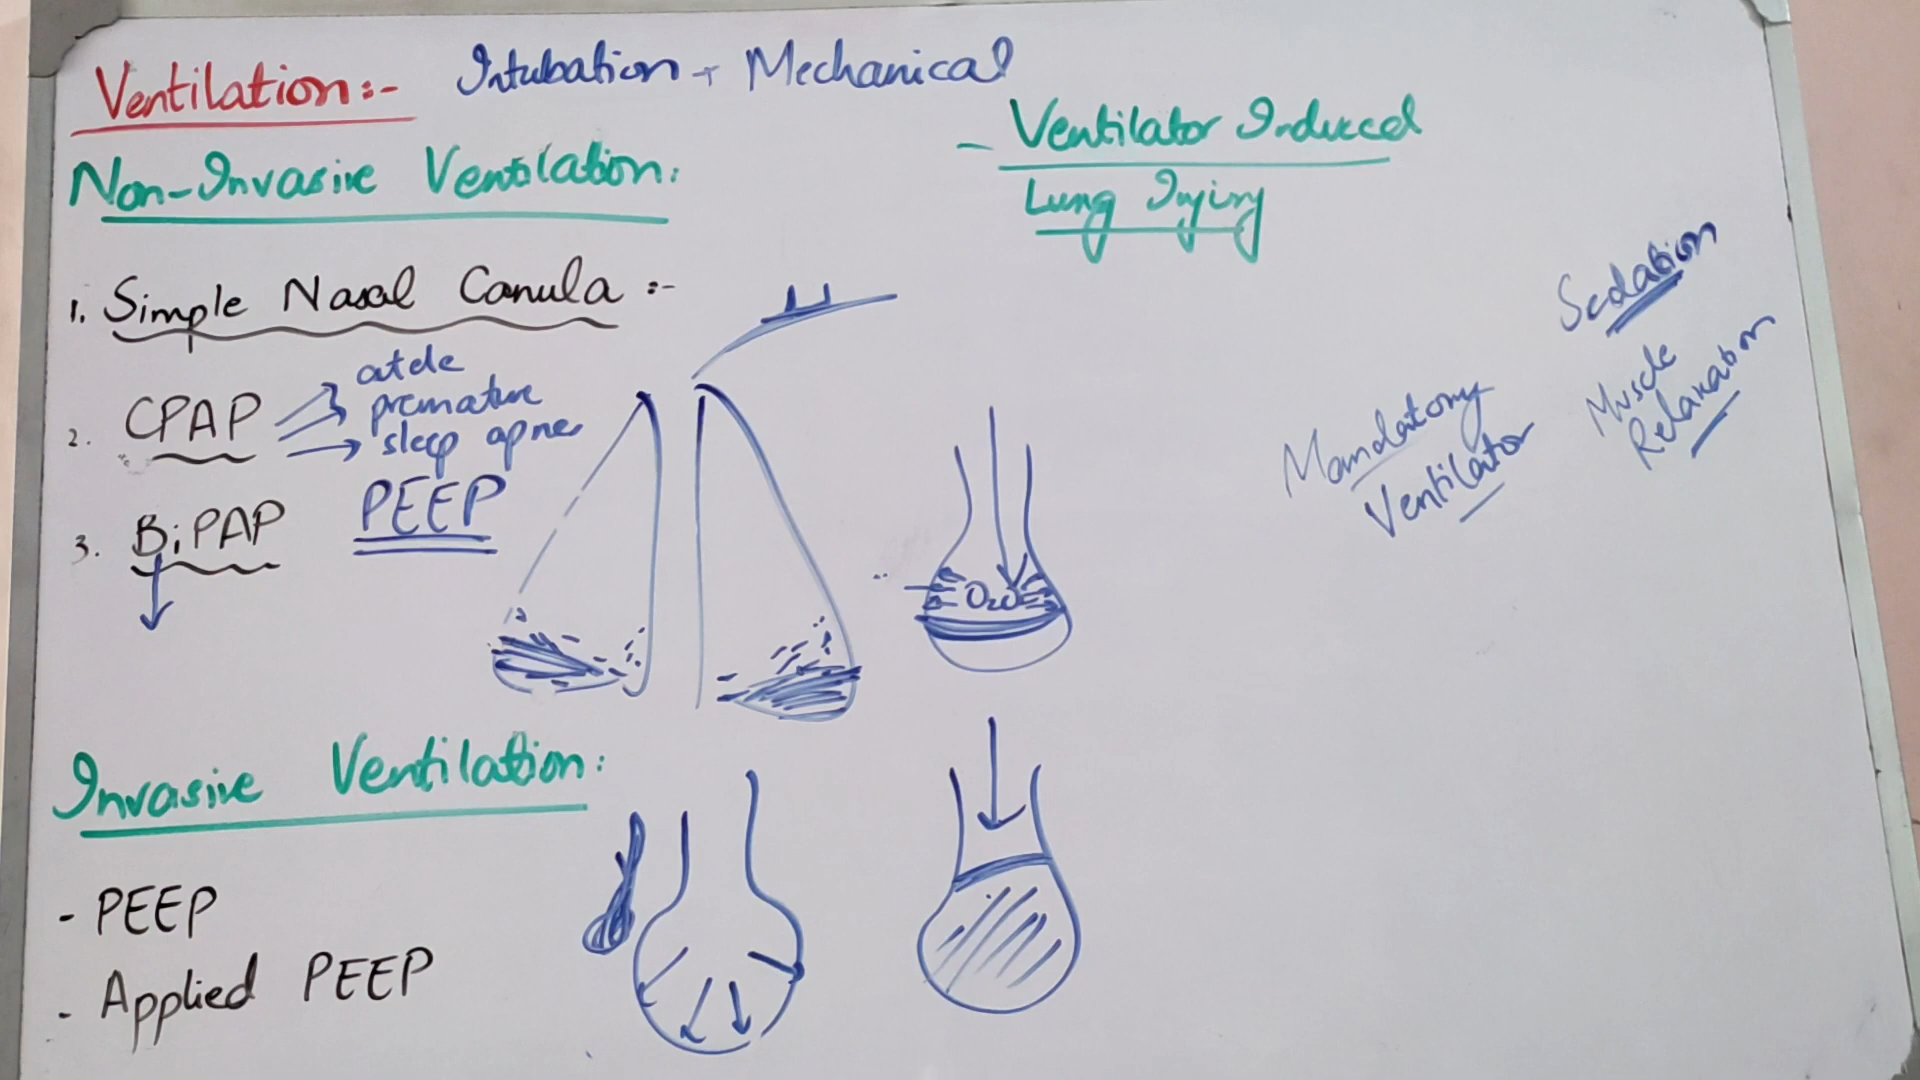 Ventilation:- Intubation + Mechanical
Non-Invasive Ventilation:
1. Simple Nasal Canula :-
2. CPAP
atele
premature
sleep apnea
3. BiPAP
PEEP
Invasive Ventilation:
- PEEP
- Applied PEEP
- Ventilator Induced
Lung Injury
Mandatory
Ventilator
Sedation
Muscle
Relaxation